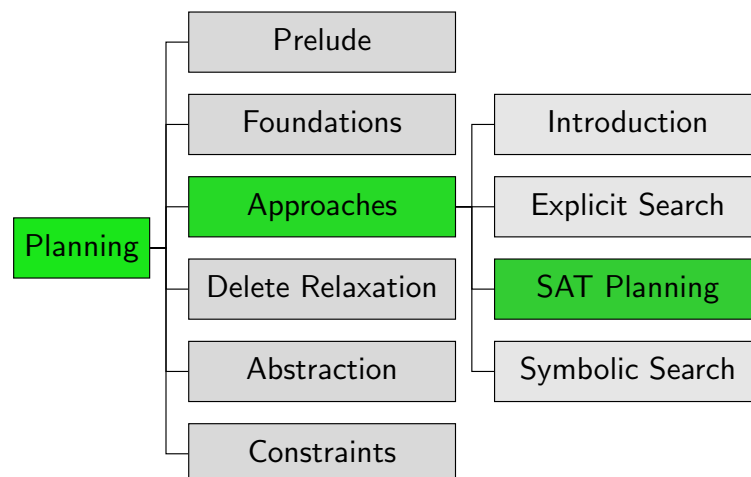 Planning
Prelude
Foundations
Approaches
Delete Relaxation
Abstraction
Constraints
Introduction
Explicit Search
SAT Planning
Symbolic Search